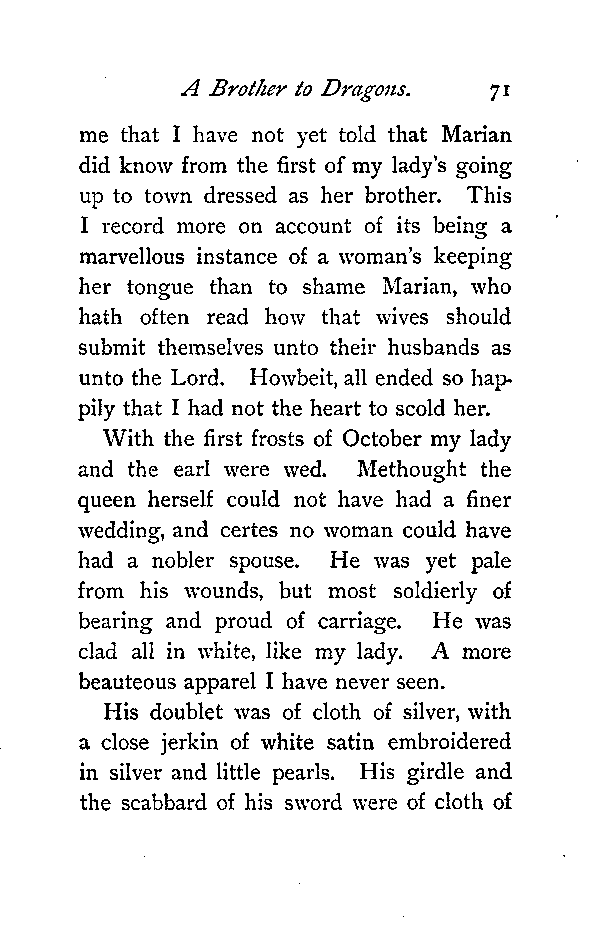 A Brother to Dragons. 71
me that I have not yet told that Marian
did know from the first of my lady's going
up to town dressed as her brother. This
I record more on account of its being a
marvellous instance of a woman's keeping
her tongue than to shame Marian, who
hath often read how that wives should
submit themselves unto their husbands as
unto the Lord. Howbeit, all ended so hap-
pily that I had not the heart to scold her.
With the first frosts of October my lady
and the earl were wed. Methought the
queen herself could not have had a finer
wedding, and certes no woman could have
had a nobler spouse. He was yet pale
from his wounds, but most soldierly of
bearing and proud of carriage. He was
clad all in white, like my lady. A more
beauteous apparel I have never seen.
His doublet was of cloth of silver, with
a close jerkin of white satin embroidered
in silver and little pearls. His girdle and
the scabbard of his sword were of cloth of